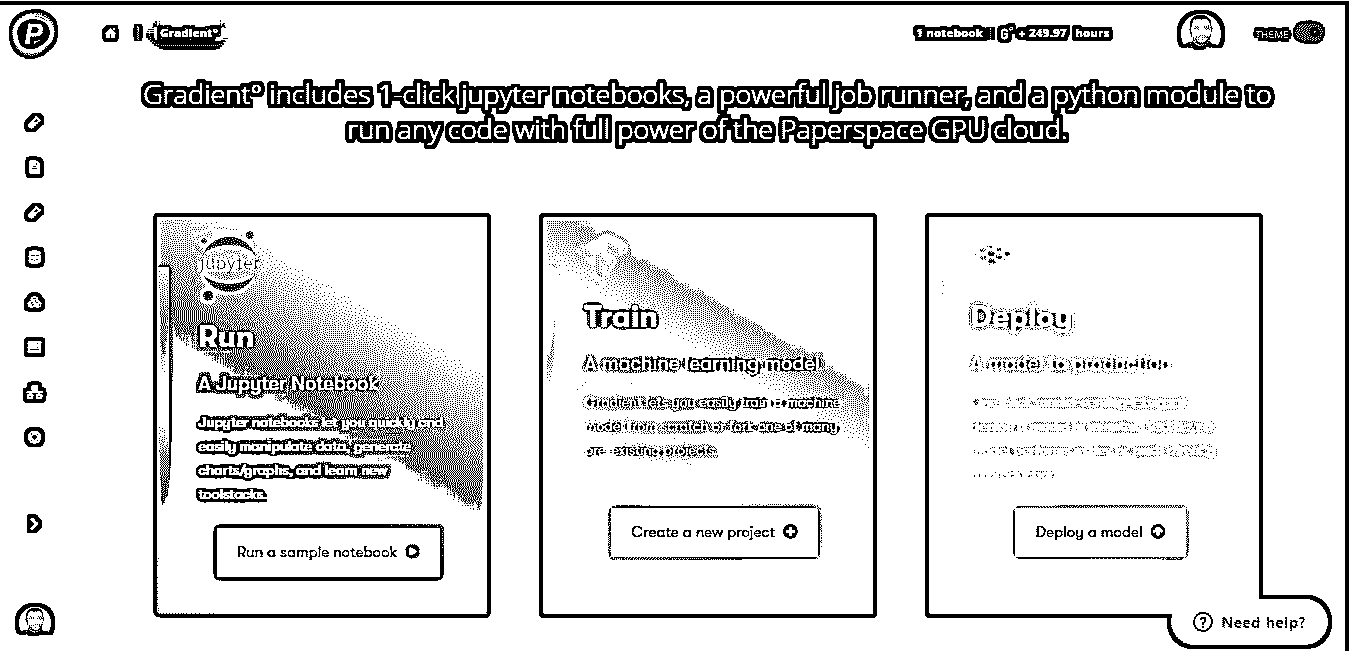 P
Gradient°
1 notebook | G° + 249.97 hours
THEME
Gradient° includes 1-click jupyter notebooks, a powerful job runner, and a python module to
run any code with full power of the Paperspace GPU cloud.
jupyter
Run
A Jupyter Notebook
Jupyter notebooks let you quickly and
easily manipulate data, generate
charts/graphs, and learn new
toolstacks.
Run a sample notebook
Train
A machine learning model
Gradient lets you easily train a machine
model from scratch or fork one of many
pre-existing projects.
Create a new project
Deploy
A model to production
Deploy a model
Need help?